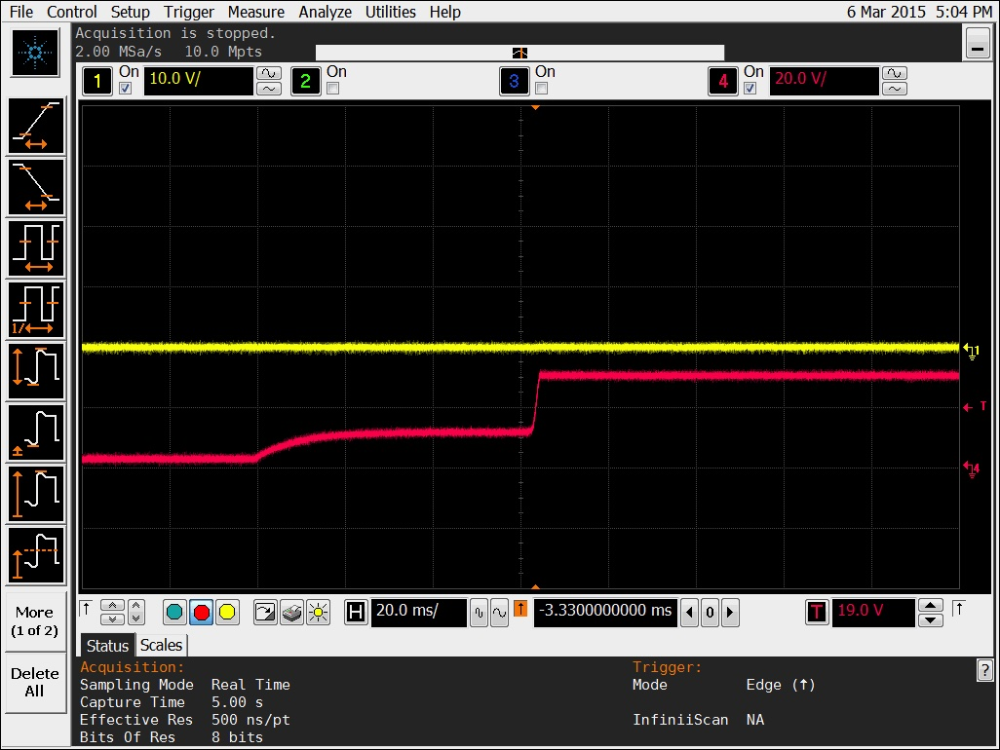 File Control Setup Trigger Measure Analyze Utilities Help 6 Mar 2015 5:04 PM
Acquisition is stopped.
2.00 MSa/s 10.0 Mpts
1 On 10.0 V/ 2 On 3 On 4 On 20.0 V/
1/
1
T
4
More
(1 of 2)
Delete
All
H 20.0 ms/ -3.3300000000 ms 0 T 19.0 V
Status Scales
Acquisition:
Sampling Mode Real Time
Capture Time 5.00 s
Effective Res 500 ns/pt
Bits Of Res 8 bits
Trigger:
Mode Edge (↑)
InfiniiScan NA
?